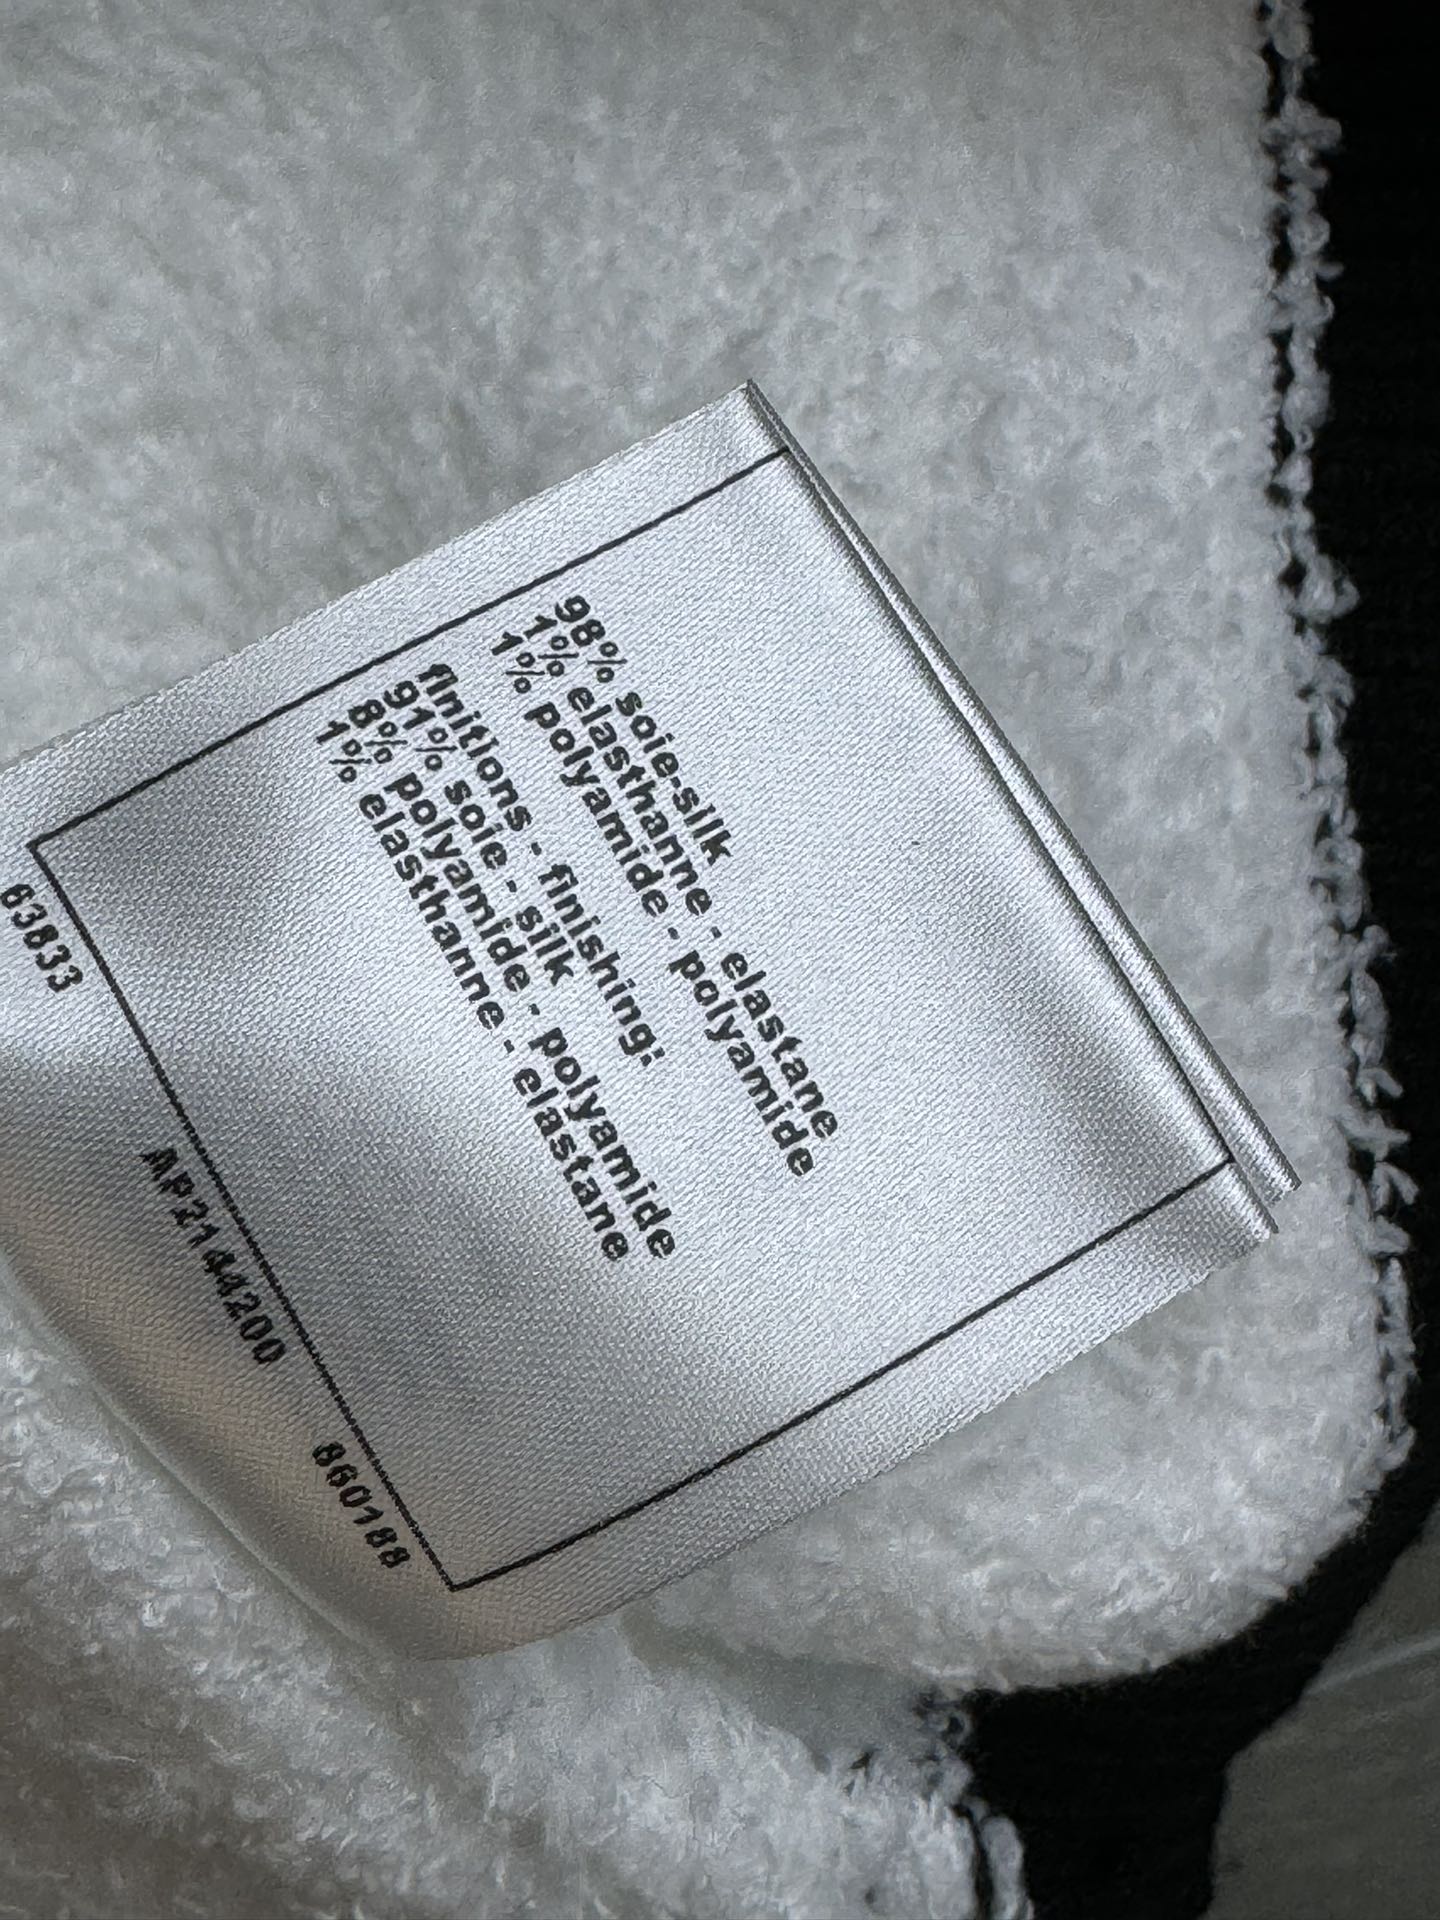 98% soie-silk
1% elasthanne - elastane
1% polyamide - polyamide
finitions - finishing:
91% soie - silk
8% polyamide - polyamide
1% elasthanne - elastane
63833 AP2144200 860188